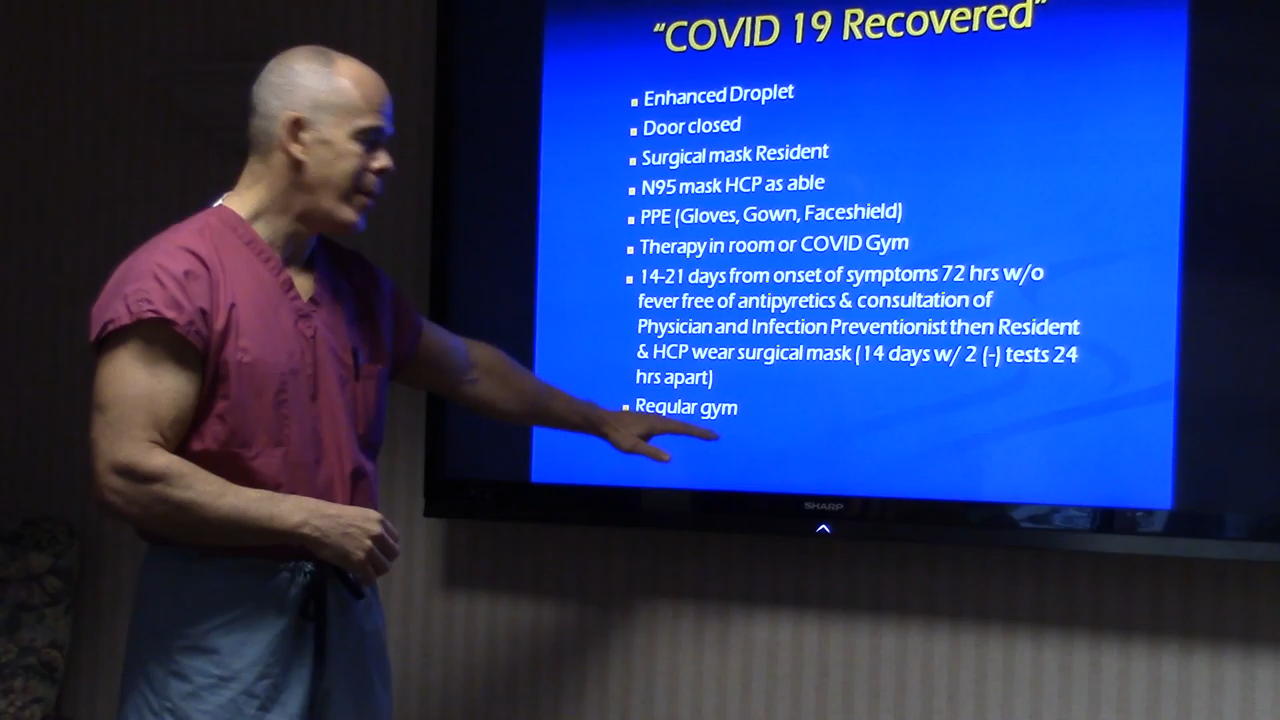 "COVID 19 Recovered"
Enhanced Droplet
Door closed
Surgical mask Resident
N95 mask HCP as able
PPE (Gloves, Gown, Faceshield)
Therapy in room or COVID Gym
14-21 days from onset of symptoms 72 hrs w/o
fever free of antipyretics & consultation of
Physician and Infection Preventionist then Resident
& HCP wear surgical mask (14 days w/ 2 (-) tests 24
hrs apart)
Regular gym
SHARP